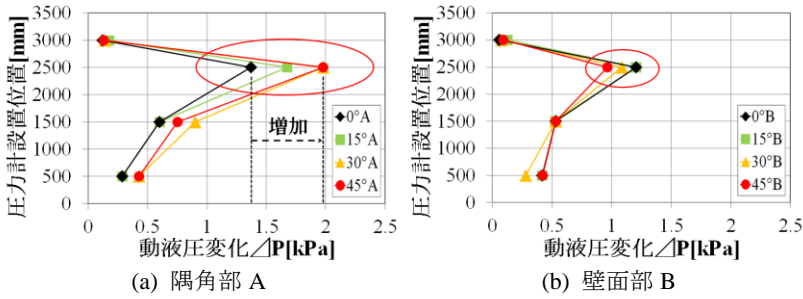 圧力計設置位置[mm]
3500
3000
2500
2000
1500
1000
500
0
0
0.5
1
1.5
2
2.5
増加
0°A
15°A
30°A
45°A
動液圧変化⊿P[kPa]
(a) 隅角部 A
圧力計設置位置[mm]
3500
3000
2500
2000
1500
1000
500
0
0
0.5
1
1.5
2
2.5
0°B
15°B
30°B
45°B
動液圧変化⊿P[kPa]
(b) 壁面部 B